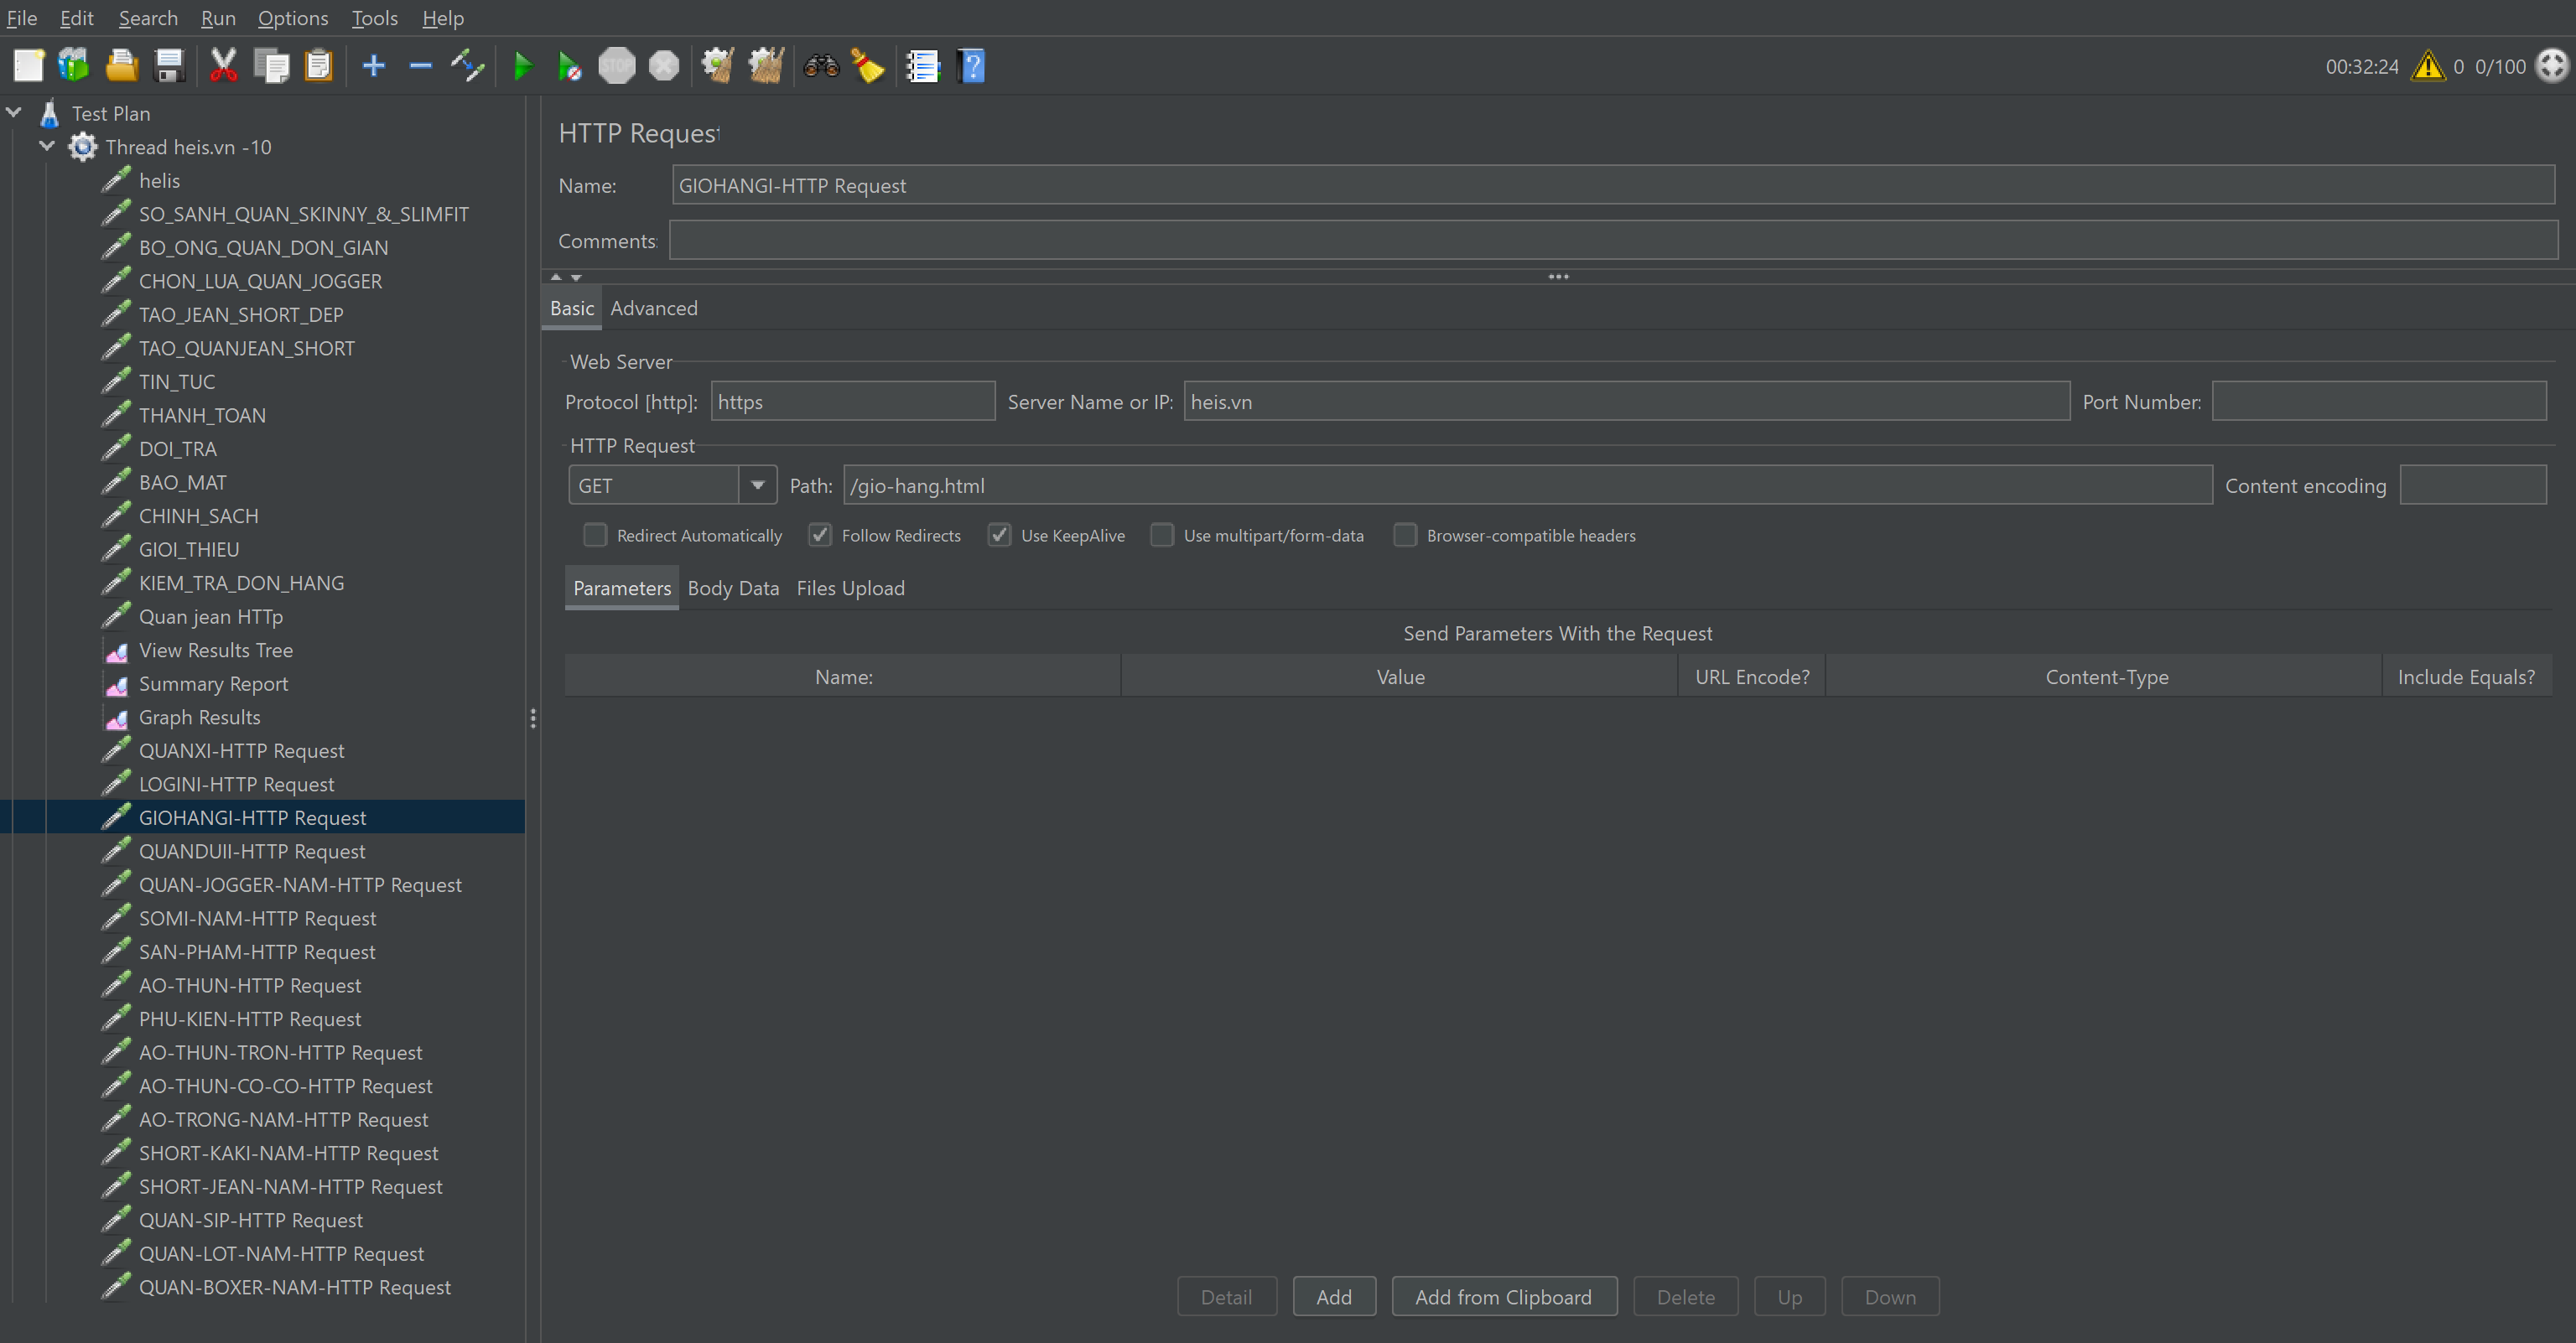 File Edit Search Run Options Tools Help
STOP
00:32:24 0 0/100
Test Plan
Thread heis.vn -10
helis
SO_SANH_QUAN_SKINNY_&_SLIMFIT
BO_ONG_QUAN_DON_GIAN
CHON_LUA_QUAN_JOGGER
TAO_JEAN_SHORT_DEP
TAO_QUANJEAN_SHORT
TIN_TUC
THANH_TOAN
DOI_TRA
BAO_MAT
CHINH_SACH
GIOI_THIEU
KIEM_TRA_DON_HANG
Quan jean HTTp
View Results Tree
Summary Report
Graph Results
QUANXI-HTTP Request
LOGINI-HTTP Request
GIOHANGI-HTTP Request
QUANDUII-HTTP Request
QUAN-JOGGER-NAM-HTTP Request
SOMI-NAM-HTTP Request
SAN-PHAM-HTTP Request
AO-THUN-HTTP Request
PHU-KIEN-HTTP Request
AO-THUN-TRON-HTTP Request
AO-THUN-CO-CO-HTTP Request
AO-TRONG-NAM-HTTP Request
SHORT-KAKI-NAM-HTTP Request
SHORT-JEAN-NAM-HTTP Request
QUAN-SIP-HTTP Request
QUAN-LOT-NAM-HTTP Request
QUAN-BOXER-NAM-HTTP Request
HTTP Request
Name: GIOHANGI-HTTP Request
Comments:
Basic Advanced
Web Server
Protocol [http]: https Server Name or IP: heis.vn Port Number:
HTTP Request
GET Path: /gio-hang.html Content encoding
Redirect Automatically Follow Redirects Use KeepAlive Use multipart/form-data Browser-compatible headers
Parameters Body Data Files Upload
Send Parameters With the Request
Name: Value URL Encode? Content-Type Include Equals?
Detail Add Add from Clipboard Delete Up Down